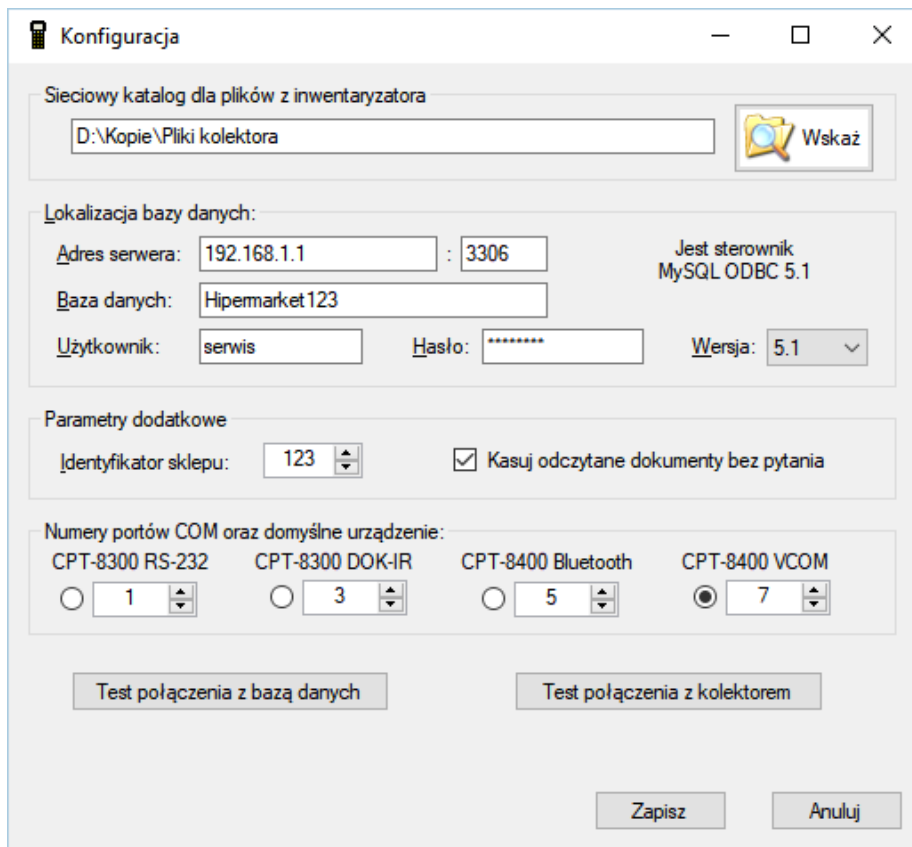 Konfiguracja
Sieciowy katalog dla plików z inwentaryzatora
D:\Kopie\Pliki kolektora
Wskaż
Lokalizacja bazy danych:
Adres serwera: 192.168.1.1 : 3306
Jest sterownik
MySQL ODBC 5.1
Baza danych: Hipermarket123
Użytkownik: serwis Hasło: ******** Wersja: 5.1
Parametry dodatkowe
Identyfikator sklepu: 123 Kasuj odczytane dokumenty bez pytania
Numery portów COM oraz domyślne urządzenie:
CPT-8300 RS-232 CPT-8300 DOK-IR CPT-8400 Bluetooth CPT-8400 VCOM
1 3 5 7
Test połączenia z bazą danych Test połączenia z kolektorem
Zapisz Anuluj